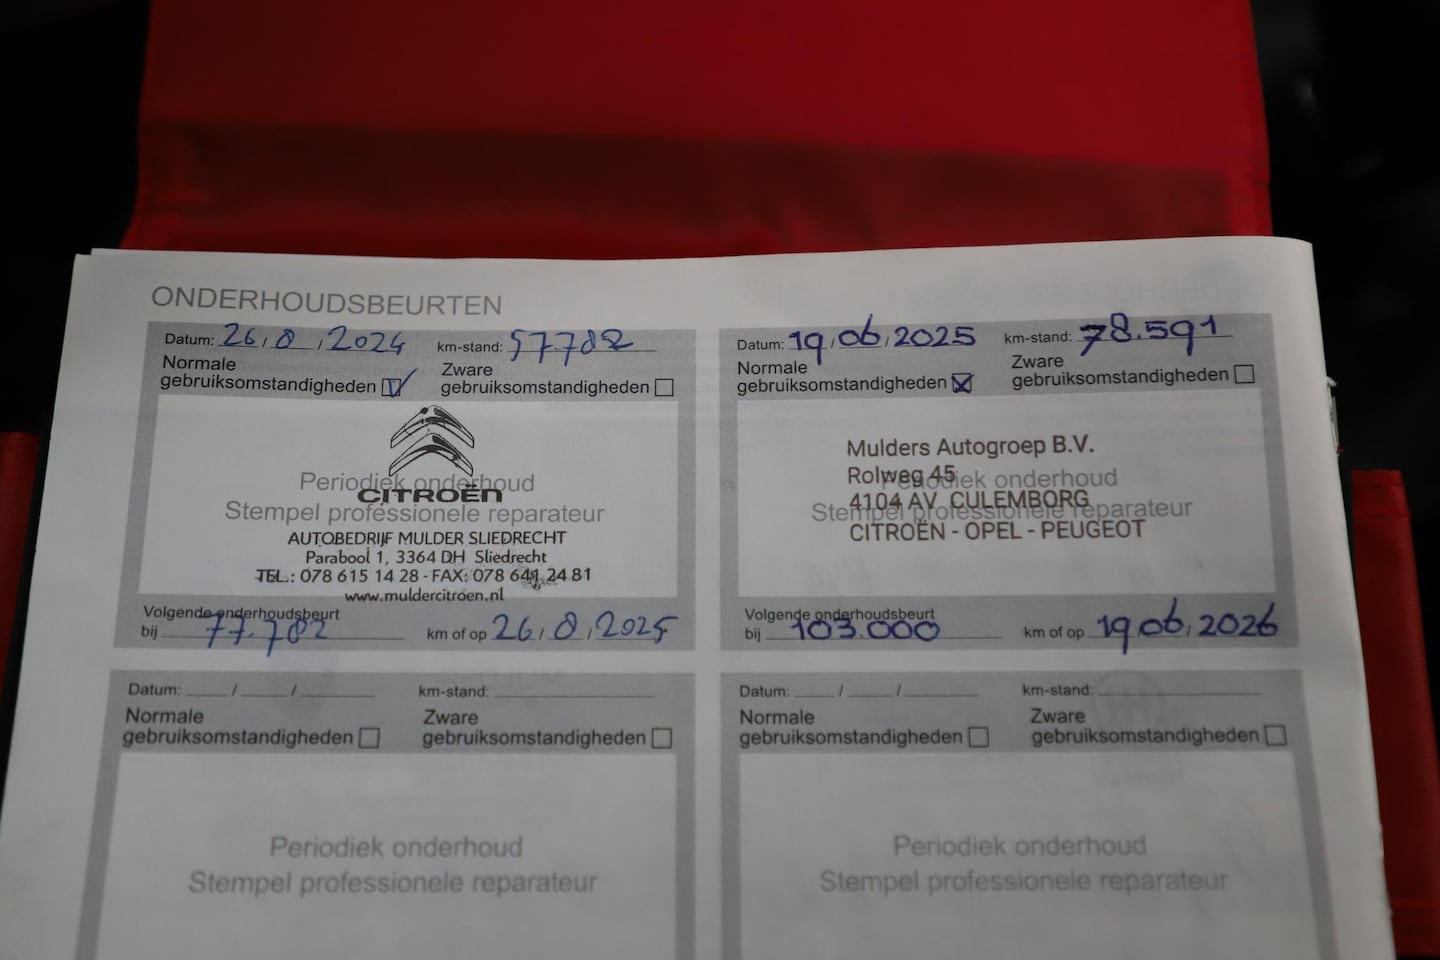 ONDERHOUDSBEURTEN
Datum: 26/8/2024 km-stand: 57.782
Normale gebruiksomstandigheden Zware gebruiksomstandigheden
Periodiek onderhoud
CITROËN
Stempel professionele reparateur
AUTOBEDRIJF MULDER SLIEDRECHT
Parabool 1, 3364 DH Sliedrecht
TEL.: 078 615 14 28 - FAX: 078 641 24 81
www.muldercitroen.nl
Volgende onderhoudsbeurt
bij 77.782 km of op 26/8/2025
Datum: 19/06/2025 km-stand: 78.591
Normale gebruiksomstandigheden Zware gebruiksomstandigheden
Mulders Autogroep B.V.
Rolweg 45
Periodiek onderhoud
4104 AV CULEMBORG
Stempel professionele reparateur
CITROËN - OPEL - PEUGEOT
Volgende onderhoudsbeurt
bij 103.000 km of op 19/06/2026
Datum: / / km-stand:
Normale gebruiksomstandigheden Zware gebruiksomstandigheden
Periodiek onderhoud
Stempel professionele reparateur
Datum: / / km-stand:
Normale gebruiksomstandigheden Zware gebruiksomstandigheden
Periodiek onderhoud
Stempel professionele reparateur